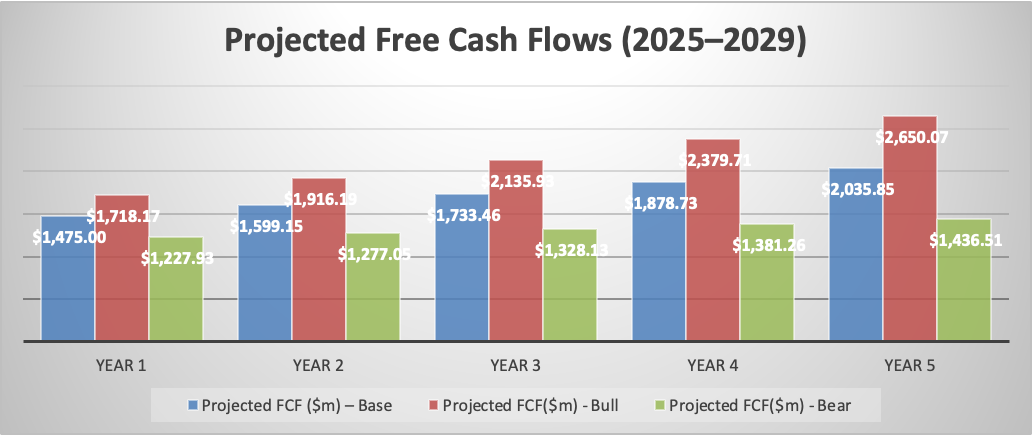 Projected Free Cash Flows (2025–2029)
$1,475.00 $1,718.17 $1,227.93 $1,599.15 $1,916.19 $1,277.05 $1,733.46 $2,135.93 $1,328.13 $1,878.73 $2,379.71 $1,381.26 $2,035.85 $2,650.07 $1,436.51
YEAR 1 YEAR 2 YEAR 3 YEAR 4 YEAR 5
Projected FCF ($m) – Base Projected FCF($m) - Bull Projected FCF($m) - Bear